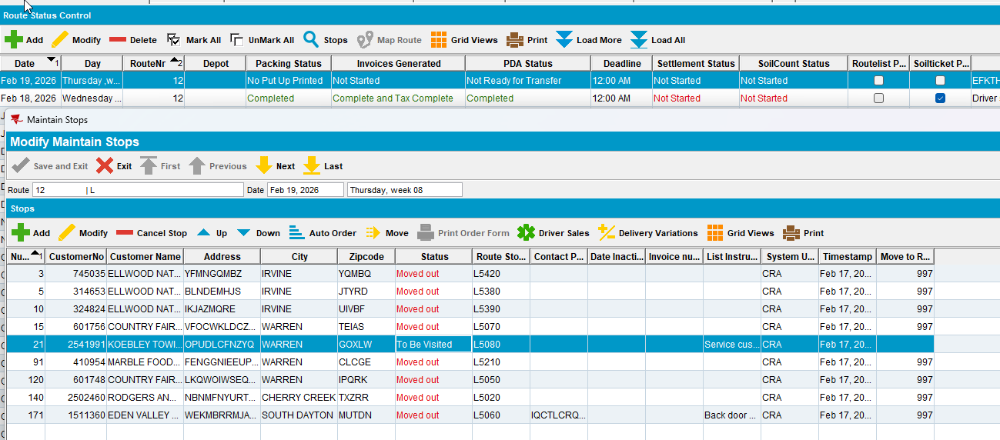 Route Status Control
Add Modify Delete Mark All UnMark All Stops Map Route Grid Views Print Load More Load All
Date 1 Day RouteNr 2 Depot Packing Status Invoices Generated PDA Status Deadline Settlement Status SoilCount Status Routelist P... Soilticket P...
Feb 19, 2026 Thursday ,w... 12 No Put Up Printed Not Started Not Ready for Transfer 12:00 AM Not Started Not Started EFKTH
Feb 18, 2026 Wednesday ... 12 Completed Complete and Tax Complete Completed 12:00 AM Not Started Not Started Driver
Maintain Stops
Modify Maintain Stops
Save and Exit Exit First Previous Next Last
Route 12 | L Date Feb 19, 2026 Thursday, week 08
Stops
Add Modify Cancel Stop Up Down Auto Order Move Print Order Form Driver Sales Delivery Variations Grid Views Print
Nu... 1 CustomerNo Customer Name Address City Zipcode Status Route Sto... Contact P... Date Inacti... Invoice nu... List Instru... System U... Timestamp Move to R...
3 745035 ELLWOOD NAT... YFMNGQMBZ IRVINE YQMBQ Moved out L5420 CRA Feb 17, 20... 997
5 314653 ELLWOOD NAT... BLNDEMHJS IRVINE JTYRD Moved out L5380 CRA Feb 17, 20... 997
10 324824 ELLWOOD NAT... IKJAZMQRE IRVINE UIVBF Moved out L5390 CRA Feb 17, 20... 997
15 601756 COUNTRY FAIR... VFOCWKLDCZ... WARREN TEIAS Moved out L5070 CRA Feb 17, 20... 997
21 2541991 KOEBLEY TOWI... OPUDLCFNZYQ WARREN GOXLW To Be Visited L5080 Service cus... CRA Feb 17, 20...
91 410954 MARBLE FOOD... FENGGNIEEUP... WARREN CLCGE Moved out L5210 CRA Feb 17, 20... 997
120 601748 COUNTRY FAIR... LKQWOIWSEQ... WARREN IPQRK Moved out L5050 CRA Feb 17, 20... 997
140 2502460 RODGERS AN... NBNMFNYURT... CHERRY CREEK TXZRR Moved out L5020 CRA Feb 17, 20... 997
171 1511360 EDEN VALLEY ... WEKMBRRMJA... SOUTH DAYTON MUTDN Moved out L5060 IQCTLCRQ... Back door ... CRA Feb 17, 20... 997